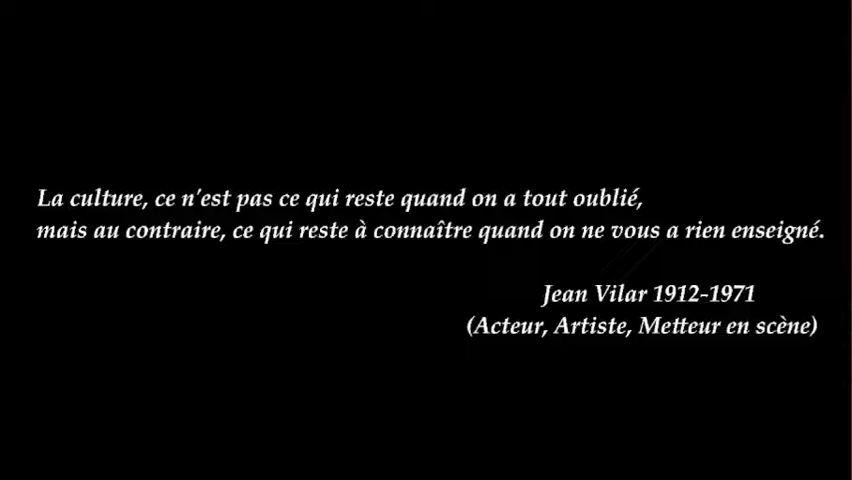 La culture, ce n'est pas ce qui reste quand on a tout oublié,
mais au contraire, ce qui reste à connaître quand on ne vous a rien enseigné.
Jean Vilar 1912-1971
(Acteur, Artiste, Metteur en scène)